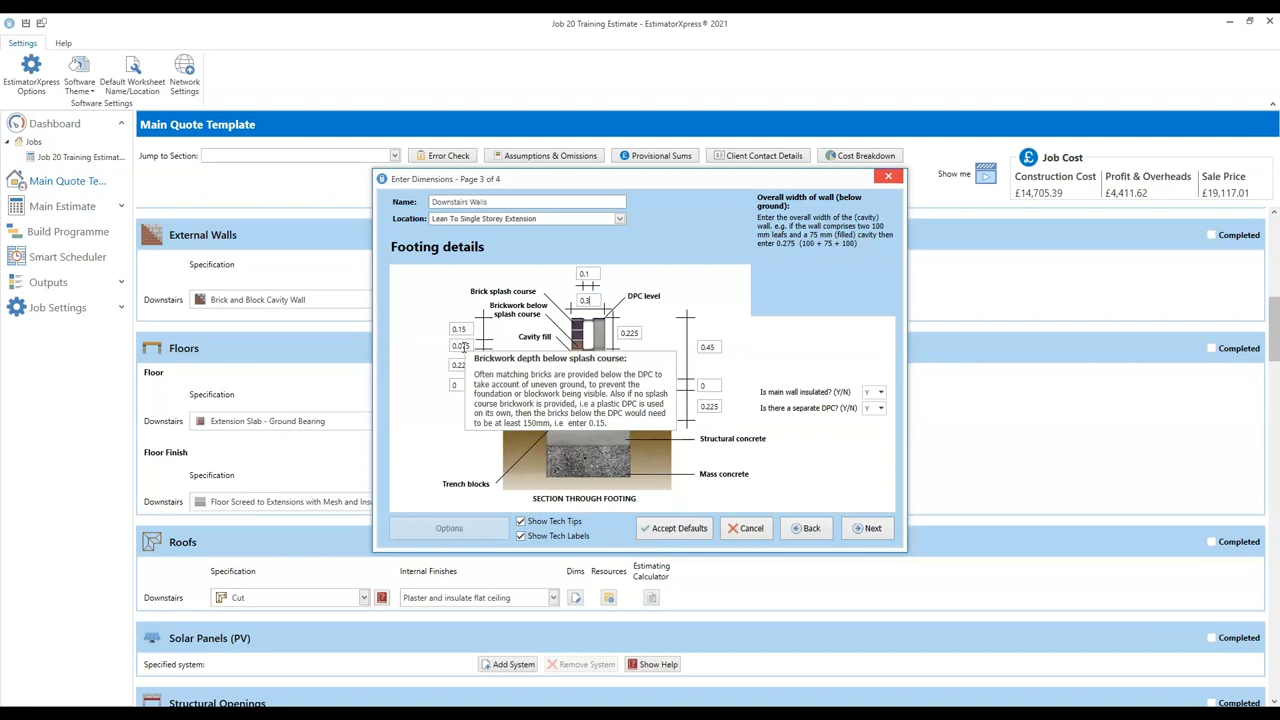 Job 20 Training Estimate - EstimatorXpress® 2021
Settings
Help
EstimatorXpress
Options
Software
Theme
Default Worksheet
Name/Location
Network
Settings
Software Settings
Dashboard
Jobs
Job 20 Training Estimat...
Main Quote Te...
Main Estimate
Build Programme
Smart Scheduler
Outputs
Job Settings
Main Quote Template
Jump to Section:
Error Check
Assumptions & Omissions
Provisional Sums
Client Contact Details
Cost Breakdown
Show me
Job Cost
Construction Cost
Profit & Overheads
Sale Price
£14,705.39
£4,411.62
£19,117.01
External Walls
Completed
Specification
Downstairs
Brick and Block Cavity Wall
Floors
Completed
Floor
Specification
Downstairs
Extension Slab - Ground Bearing
Floor Finish
Specification
Downstairs
Floor Screed to Extensions with Mesh and Ins
Roofs
Completed
Specification
Internal Finishes
Dims
Resources
Estimating
Calculator
Downstairs
Cut
Plaster and insulate flat ceiling
Solar Panels (PV)
Completed
Specified system:
Add System
Remove System
Show Help
Structural Openings
Completed
Enter Dimensions - Page 3 of 4
Name:
Downstairs Walls
Location:
Lean To Single Storey Extension
Footing details
Overall width of wall (below
ground):
Enter the overall width of the (cavity)
wall. e.g. if the wall comprises two 100
mm leafs and a 75 mm (filled) cavity then
enter 0.275 (100 + 75 + 100)
0.1
Brick splash course
0.3
DPC level
Brickwork below
splash course
0.15
0.225
Cavity fill
0.45
0
0
0.225
Brickwork depth below splash course:
Often matching bricks are provided below the DPC to
take account of uneven ground, to prevent the
foundation or blockwork being visible. Also if no splash
course brickwork is provided, i.e a plastic DPC is used
on its own, then the bricks below the DPC would need
to be at least 150mm, i.e enter 0.15.
Is main wall insulated? (Y/N)
Y
Is there a separate DPC? (Y/N)
Y
Structural concrete
Mass concrete
Trench blocks
SECTION THROUGH FOOTING
Options
Show Tech Tips
Show Tech Labels
Accept Defaults
Cancel
Back
Next